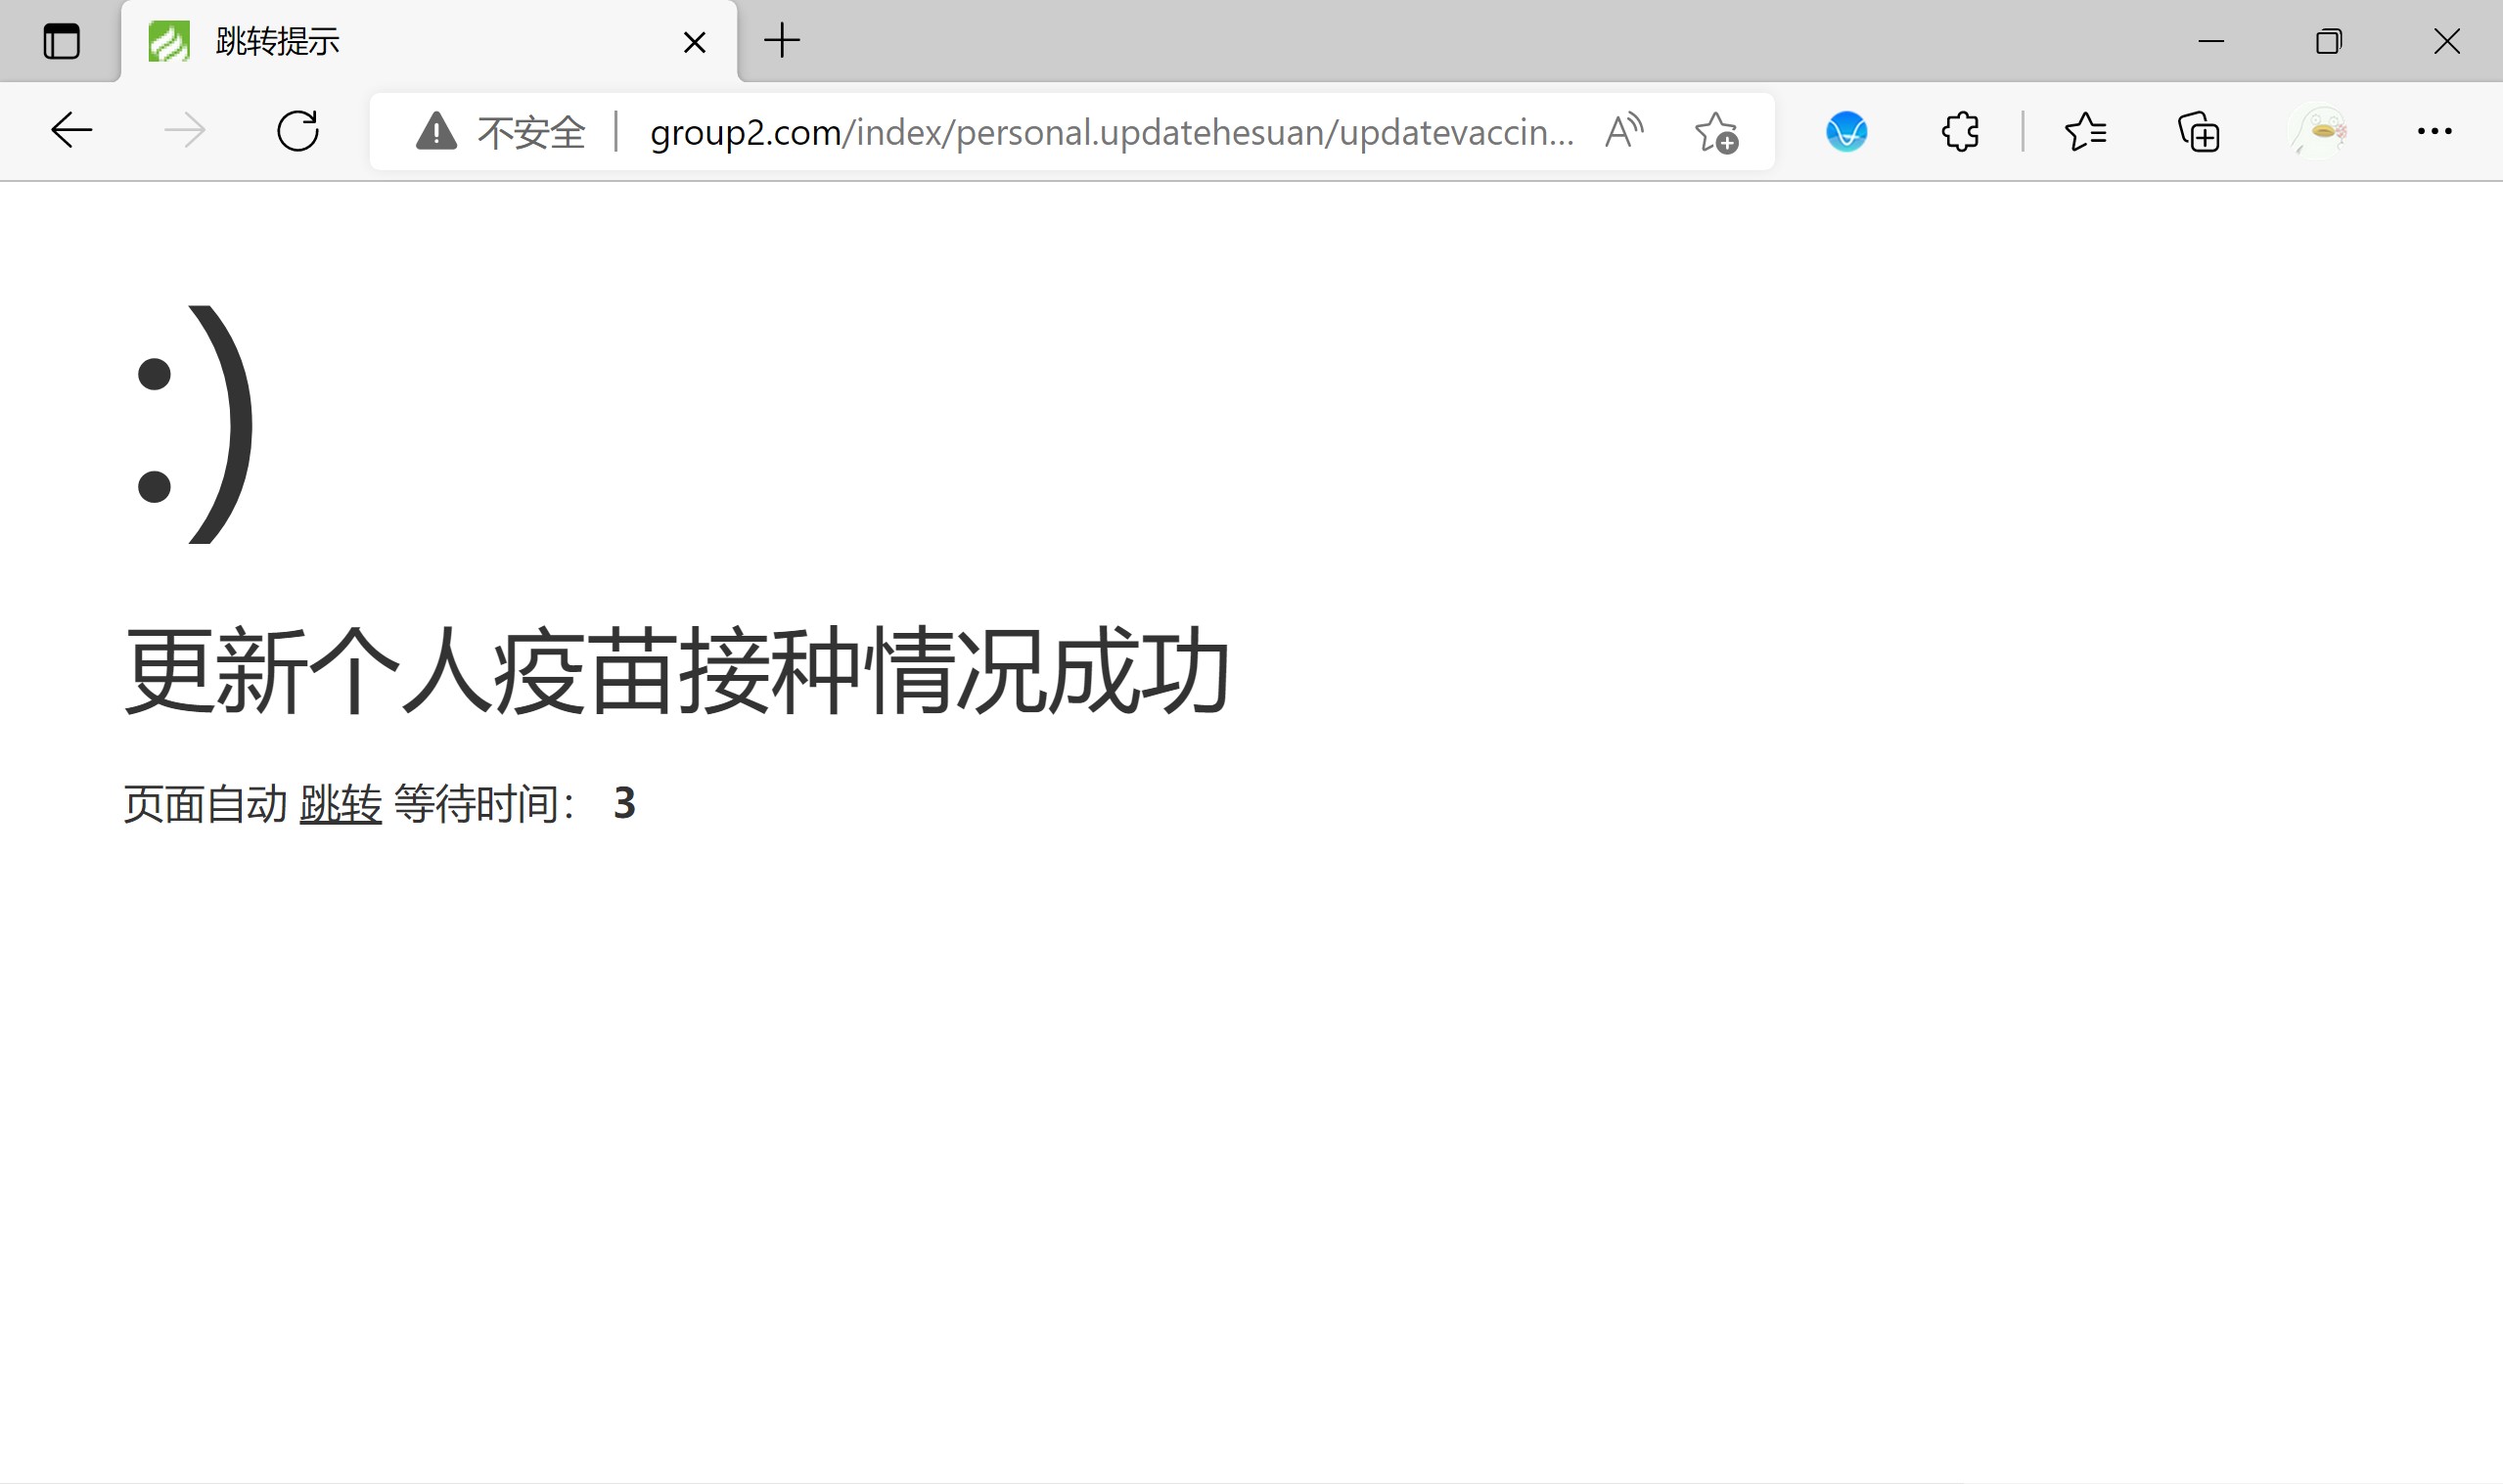 跳转提示
不安全 group2.com/index/personal.updatehesuan/updatevaccin...
:)
更新个人疫苗接种情况成功
页面自动 跳转 等待时间： 3